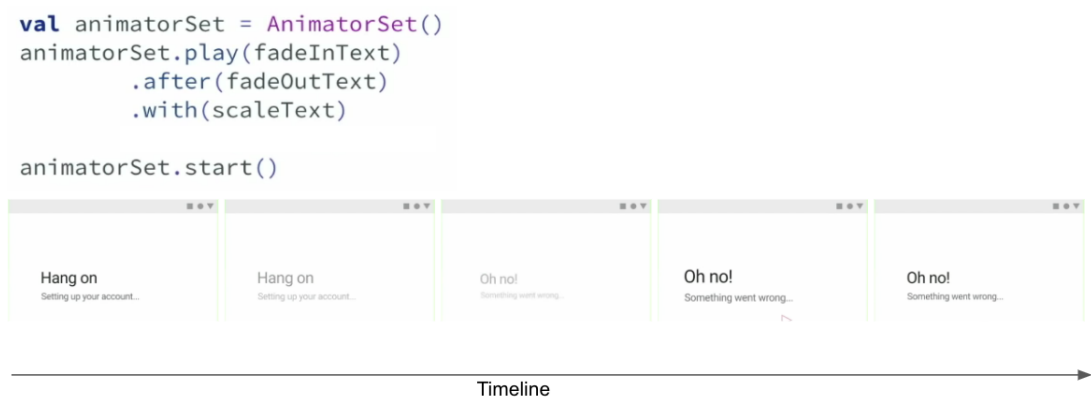 val animatorSet = AnimatorSet()
animatorSet.play(fadeInText)
.after(fadeOutText)
.with(scaleText)
animatorSet.start()
Hang on
Setting up your account...
Hang on
Setting up your account...
Oh no!
Something went wrong...
Oh no!
Something went wrong...
Oh no!
Something went wrong...
Timeline